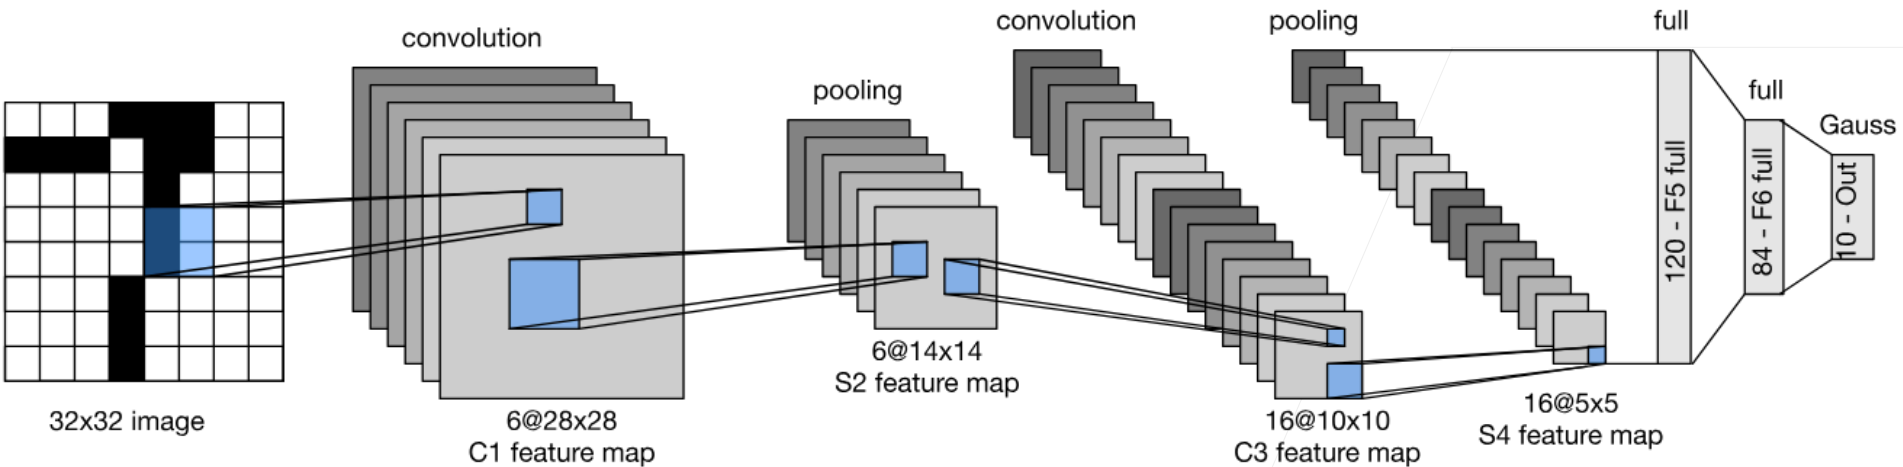 convolution
pooling
convolution
pooling
full
full
Gauss
120 - F5 full
84 - F6 full
10 - Out
32x32 image
6@28x28
C1 feature map
6@14x14
S2 feature map
16@10x10
C3 feature map
16@5x5
S4 feature map